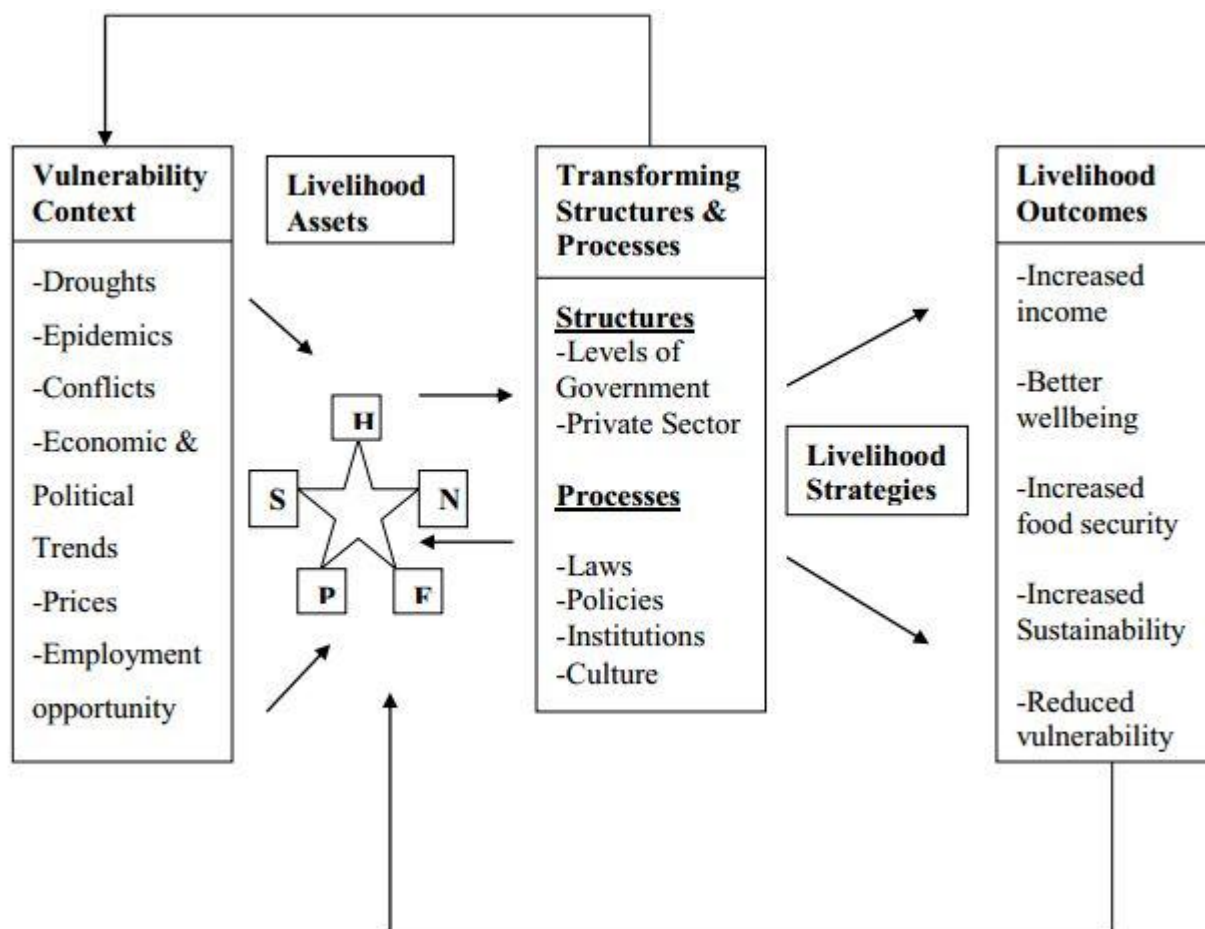 Vulnerability
Context
-Droughts
-Epidemics
-Conflicts
-Economic &
Political
Trends
-Prices
-Employment
opportunity
Livelihood
Assets
H
S
N
P
F
Transforming
Structures &
Processes
Structures
-Levels of
Government
-Private Sector
Processes
-Laws
-Policies
-Institutions
-Culture
Livelihood
Strategies
Livelihood
Outcomes
-Increased
income
-Better
wellbeing
-Increased
food security
-Increased
Sustainability
-Reduced
vulnerability